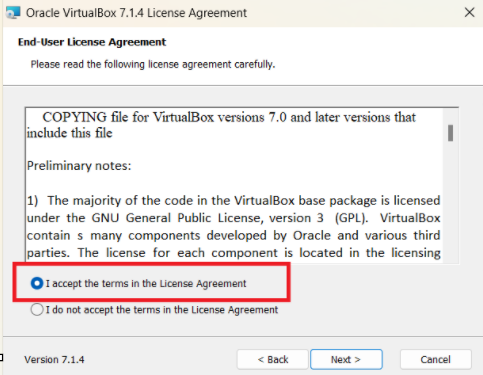 Oracle VirtualBox 7.1.4 License Agreement
End-User License Agreement
Please read the following license agreement carefully.
COPYING file for VirtualBox versions 7.0 and later versions that
include this file
Preliminary notes:
1) The majority of the code in the VirtualBox base package is licensed
under the GNU General Public License, version 3 (GPL). VirtualBox
contain s many components developed by Oracle and various third
parties. The license for each component is located in the licensing
I accept the terms in the License Agreement
I do not accept the terms in the License Agreement
Version 7.1.4
< Back
Next >
Cancel